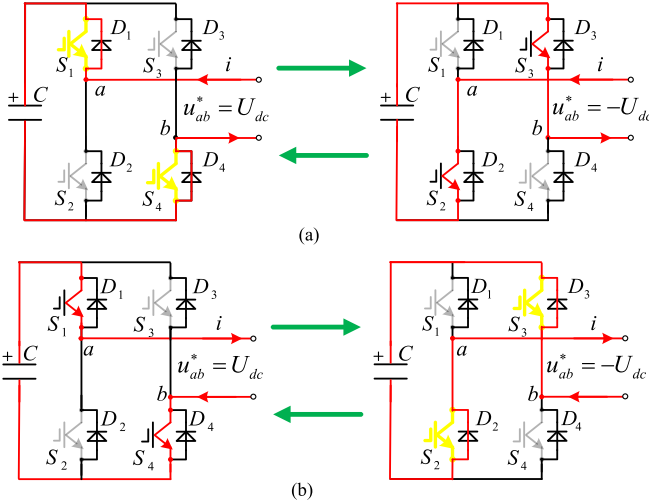 D1 D3
S1 S3 i
+ C a
u*ab = Udc
b
D2 D4
S2 S4
D1 D3
S1 S3 i
+ C a
u*ab = −Udc
b
D2 D4
S2 S4
(a)
D1 D3
S1 S3 i
+ C a
u*ab = Udc
b
D2 D4
S2 S4
D1 D3
S1 S3 i
+ C a
u*ab = −Udc
b
D2 D4
S2 S4
(b)